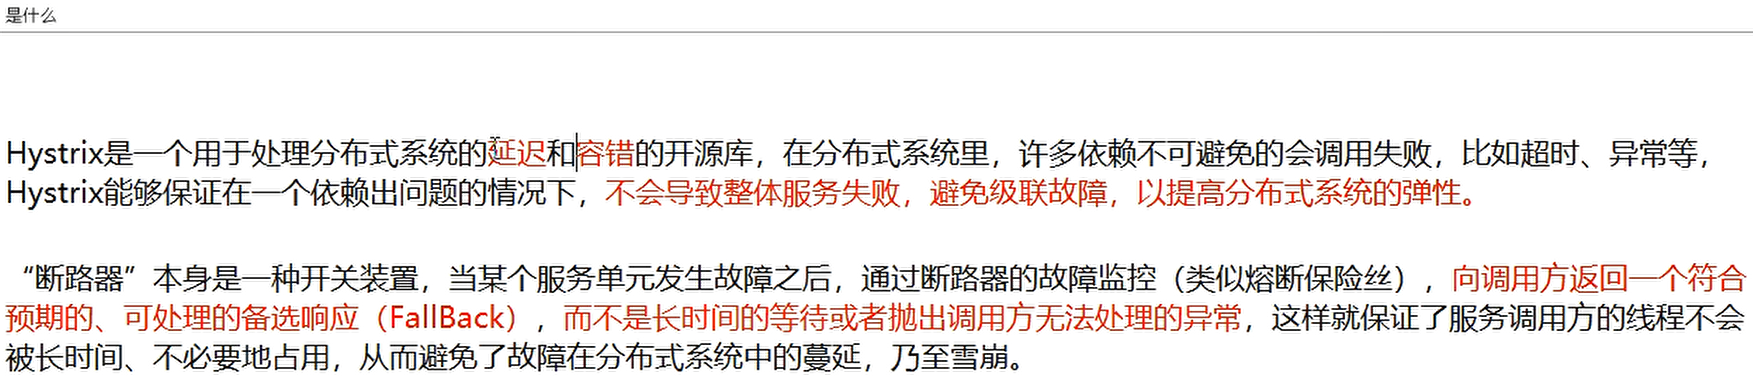 是什么
Hystrix是一个用于处理分布式系统的延迟和容错的开源库，在分布式系统里，许多依赖不可避免的会调用失败，比如超时、异常等，
Hystrix能够保证在一个依赖出问题的情况下，不会导致整体服务失败，避免级联故障，以提高分布式系统的弹性。
“断路器”本身是一种开关装置，当某个服务单元发生故障之后，通过断路器的故障监控（类似熔断保险丝），向调用方返回一个符合
预期的、可处理的备选响应（FallBack），而不是长时间的等待或者抛出调用方无法处理的异常，这样就保证了服务调用方的线程不会
被长时间、不必要地占用，从而避免了故障在分布式系统中的蔓延，乃至雪崩。